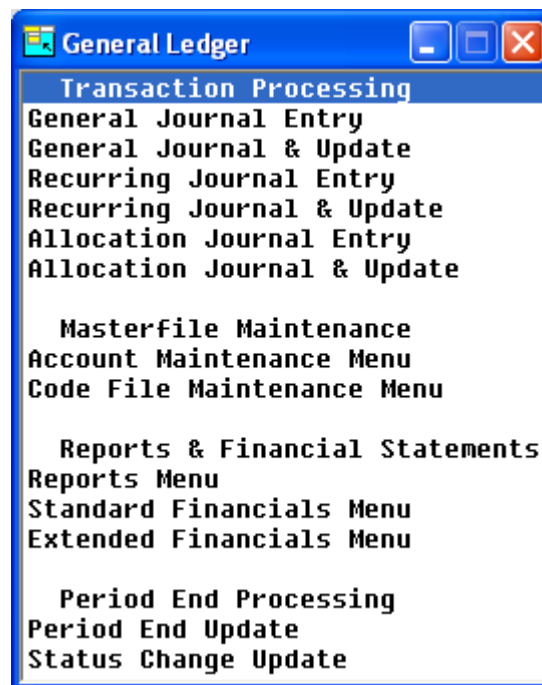 General Ledger
Transaction Processing
General Journal Entry
General Journal & Update
Recurring Journal Entry
Recurring Journal & Update
Allocation Journal Entry
Allocation Journal & Update
Masterfile Maintenance
Account Maintenance Menu
Code File Maintenance Menu
Reports & Financial Statements
Reports Menu
Standard Financials Menu
Extended Financials Menu
Period End Processing
Period End Update
Status Change Update